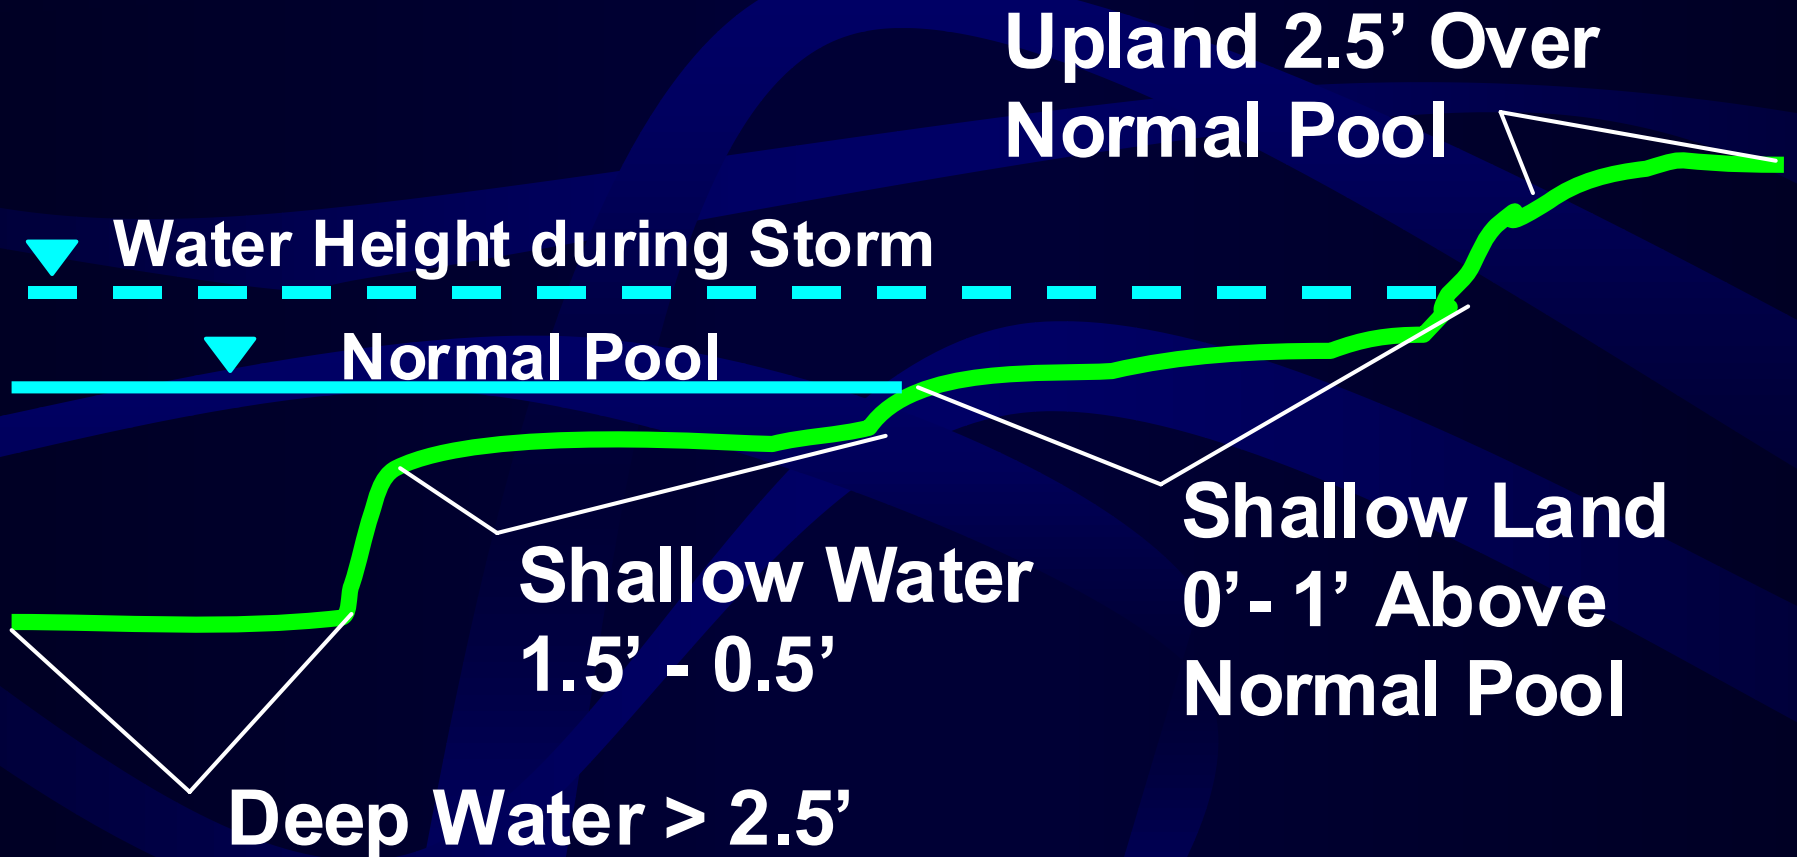 Upland 2.5’ Over
Normal Pool
Water Height during Storm
Normal Pool
Shallow Water
1.5’ - 0.5’
Shallow Land
0’- 1’ Above
Normal Pool
Deep Water > 2.5’